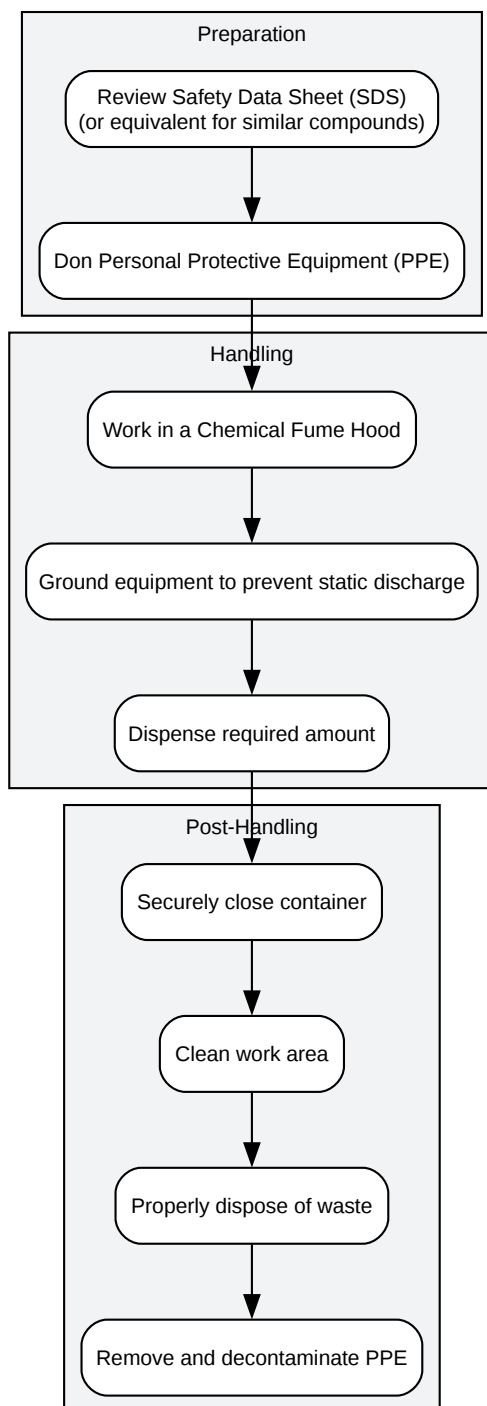 Preparation
Review Safety Data Sheet (SDS)
(or equivalent for similar compounds)
Don Personal Protective Equipment (PPE)
Handling
Work in a Chemical Fume Hood
Ground equipment to prevent static discharge
Dispense required amount
Post-Handling
Securely close container
Clean work area
Properly dispose of waste
Remove and decontaminate PPE